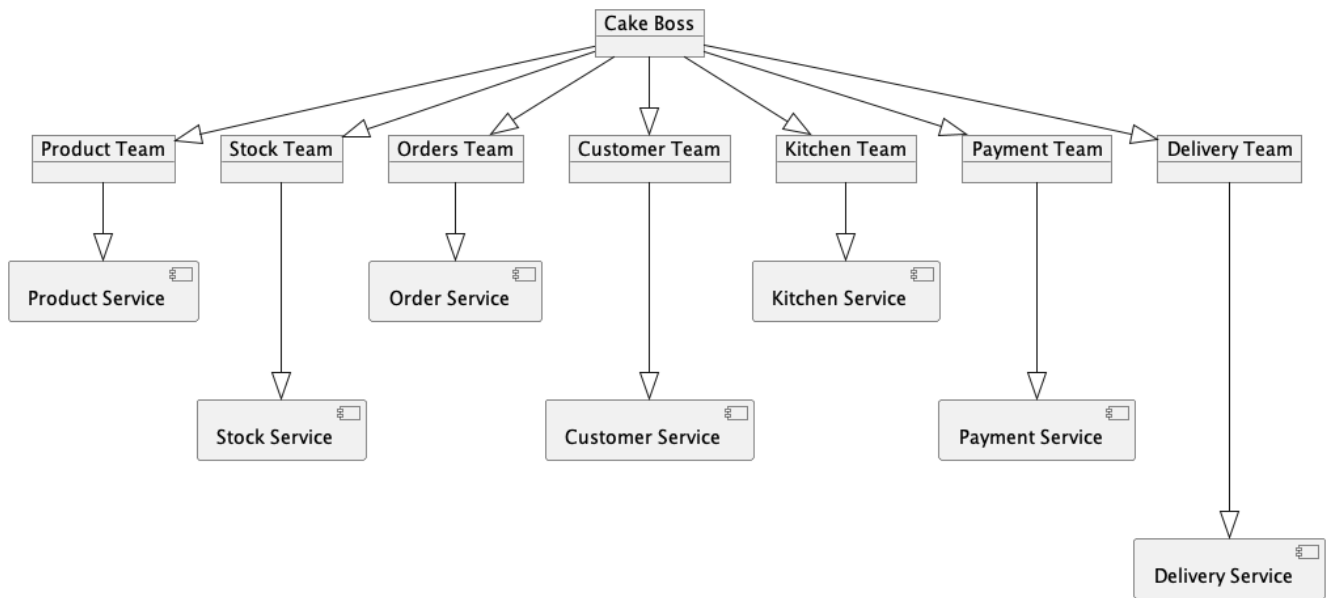 Cake Boss
Product Team
Stock Team
Orders Team
Customer Team
Kitchen Team
Payment Team
Delivery Team
Product Service
Order Service
Kitchen Service
Stock Service
Customer Service
Payment Service
Delivery Service